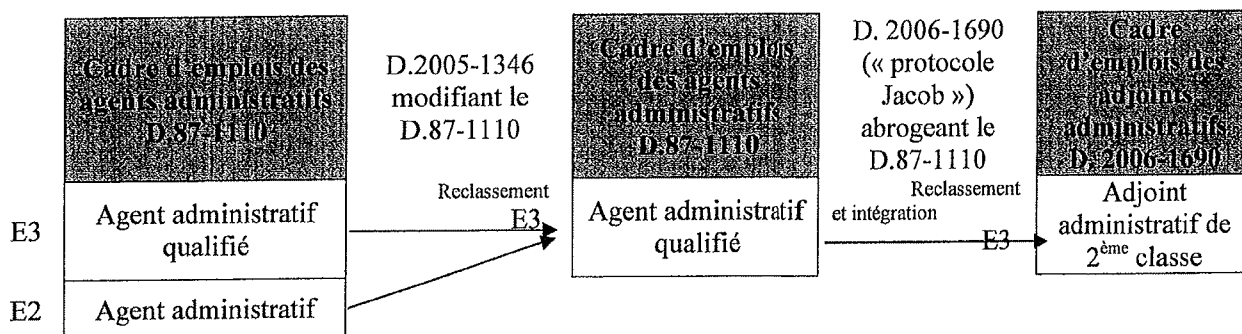 Cadre d'emplois des
agents administratifs
D.87-1110
D.2005-1346
modifiant le
D.87-1110
Cadre d'emplois
des agents
administratifs
D.87-1110
D. 2006-1690
(« protocole
Jacob »)
abrogeant le
D.87-1110
Cadre
d'emplois des
adjoints
administratifs
D. 2006-1690
E3
Agent administratif
qualifié
Reclassement
E3
Agent administratif
qualifié
Reclassement
et intégration
E3
Adjoint
administratif de
2ème classe
E2
Agent administratif